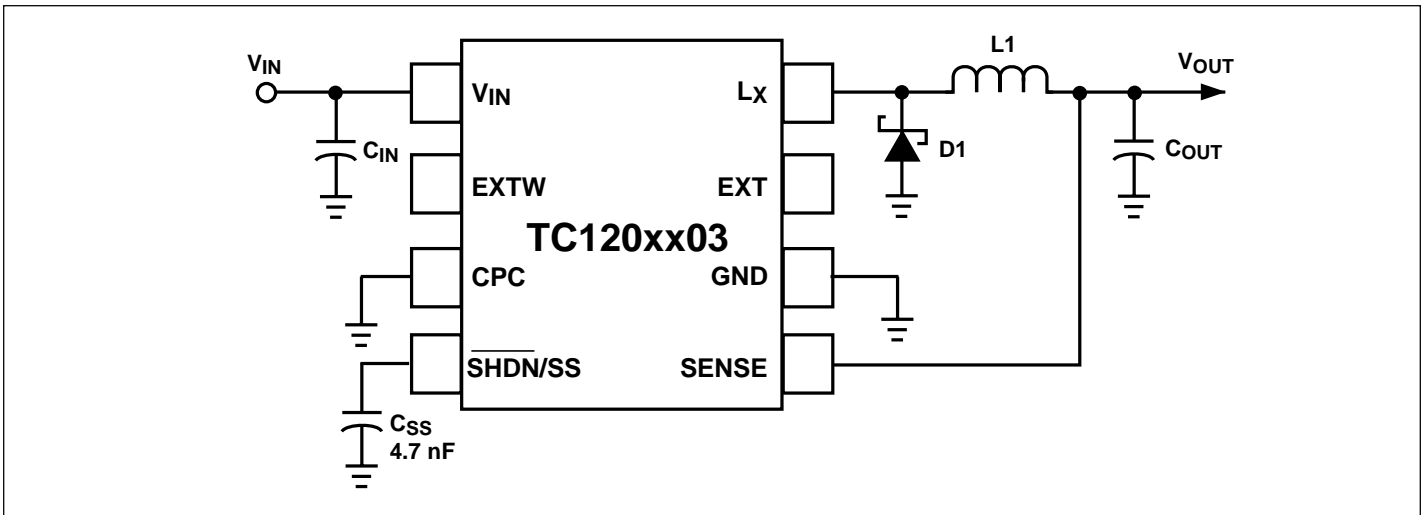 L1
VIN
VOUT
VIN
LX
CIN
D1
COUT
EXTW
EXT
TC120xx03
CPC
GND
SHDN/SS
SENSE
CSS
4.7 nF